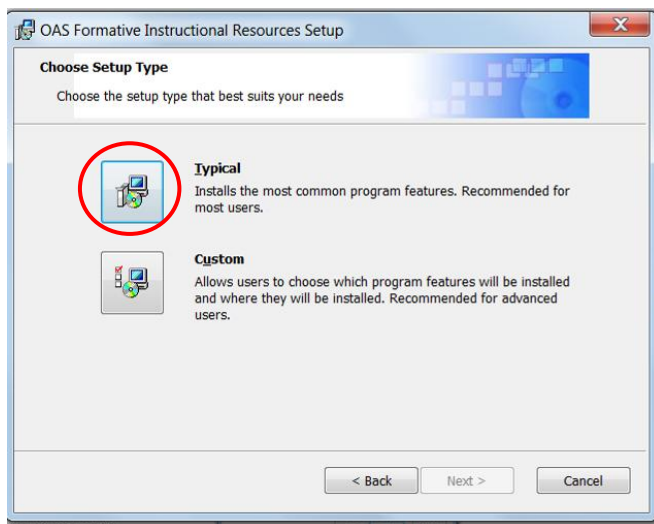 OAS Formative Instructional Resources Setup
X
Choose Setup Type
Choose the setup type that best suits your needs
Typical
Installs the most common program features. Recommended for
most users.
Custom
Allows users to choose which program features will be installed
and where they will be installed. Recommended for advanced
users.
< Back
Next >
Cancel